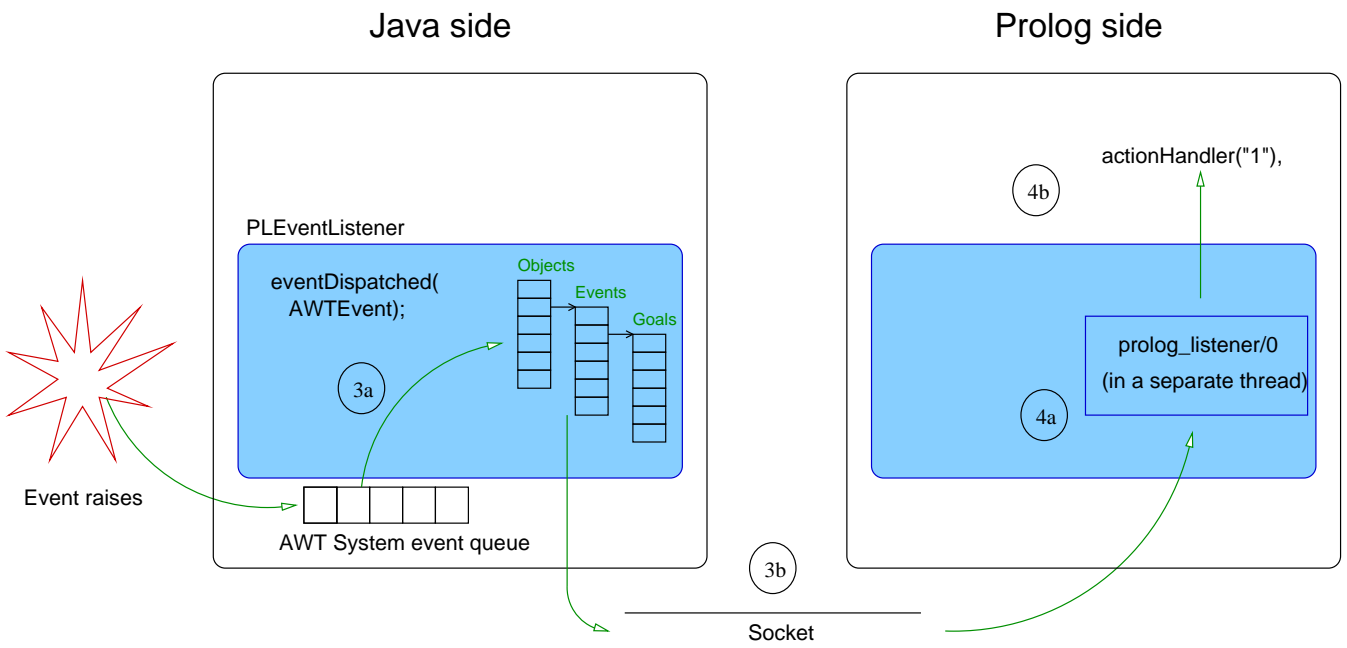 Java side
Prolog side
actionHandler("1"),
4b
PLEventListener
eventDispatched(
AWTEvent);
Objects
Events
Goals
3a
prolog_listener/0
(in a separate thread)
4a
Event raises
AWT System event queue
3b
Socket